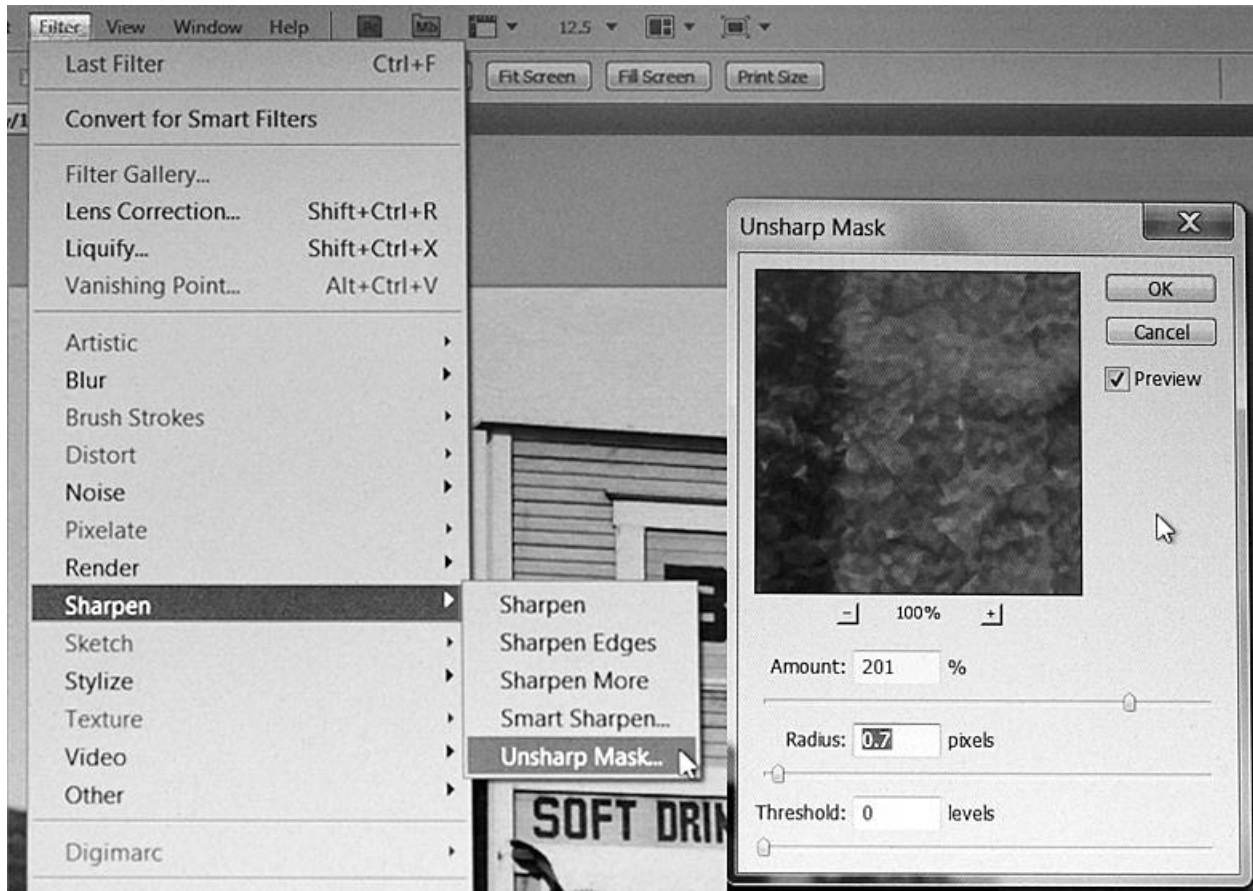 Filter View Window Help Br Mb 12.5
Last Filter Ctrl+F
Fit Screen Fill Screen Print Size
Convert for Smart Filters
Filter Gallery...
Lens Correction... Shift+Ctrl+R
Liquify... Shift+Ctrl+X
Vanishing Point... Alt+Ctrl+V
Artistic
Blur
Brush Strokes
Distort
Noise
Pixelate
Render
Sharpen
Sketch
Stylize
Texture
Video
Other
Digimarc
Sharpen
Sharpen Edges
Sharpen More
Smart Sharpen...
Unsharp Mask...
SOFT DRIN
Unsharp Mask
OK
Cancel
Preview
100%
Amount: 201 %
Radius: 0.7 pixels
Threshold: 0 levels